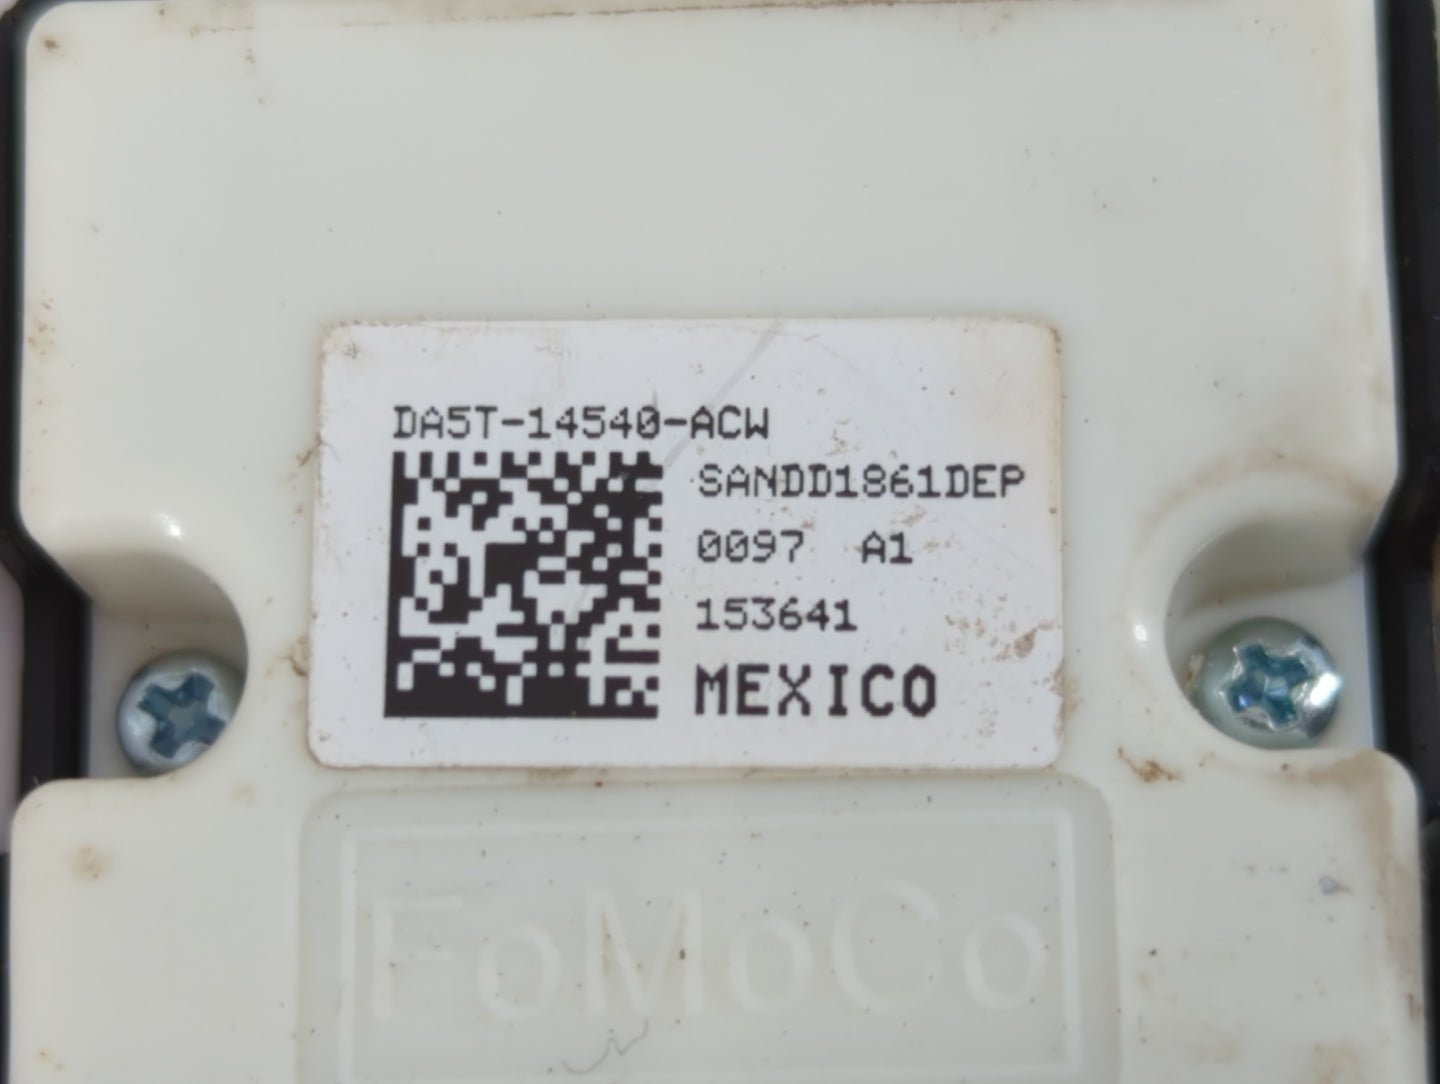 DA5T-14540-ACW
SANDD1861DEP
0097 A1
153641
MEXICO
FoMoCo